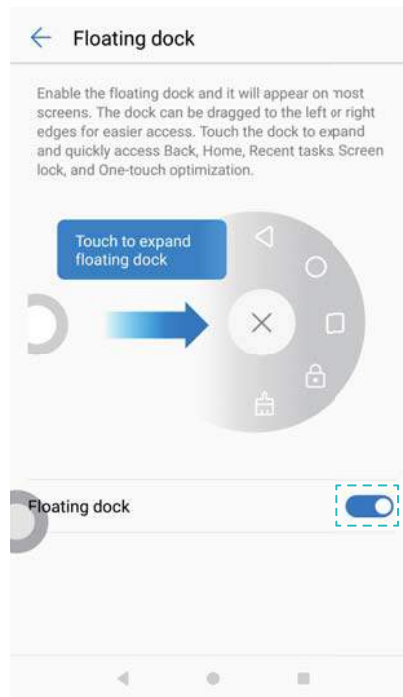 Floating dock
Enable the floating dock and it will appear on most
screens. The dock can be dragged to the left or right
edges for easier access. Touch the dock to expand
and quickly access Back, Home, Recent tasks, Screen
lock, and One-touch optimization.
Touch to expand
floating dock
Floating dock